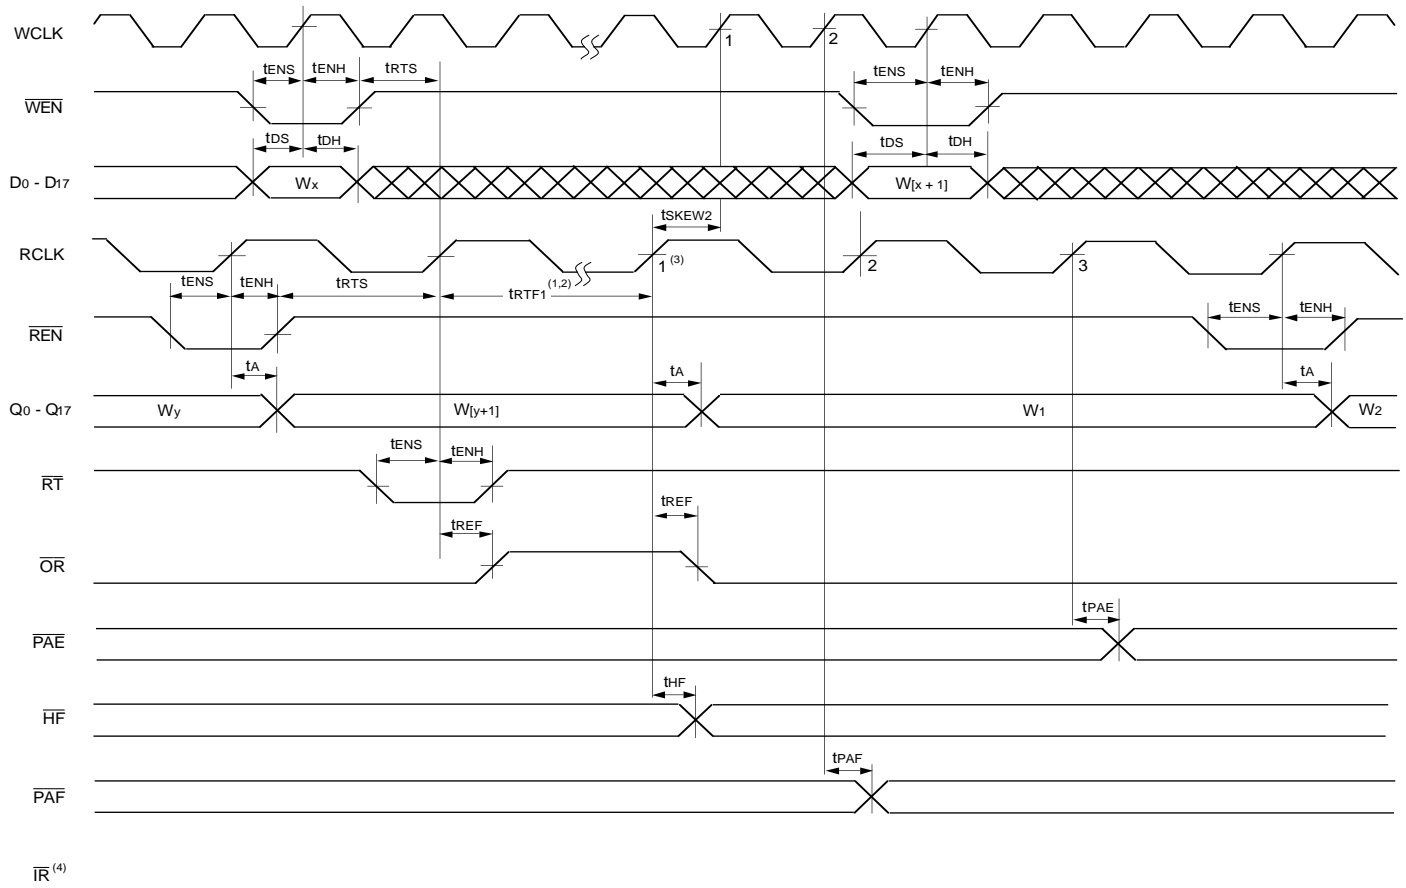 WCLK
1
2
tENS tENH tRTS
tENS tENH
WEN
tDS tDH
tDS tDH
D0 - D17
Wx
W[x + 1]
tSKEW2
RCLK
1 (3)
2
3
tENS tENH tRTS
tRTF1 (1,2)
tENS tENH
REN
tA
tA
tA
Q0 - Q17
Wy
W[y+1]
W1
W2
tENS tENH
RT
tREF
tREF
OR
tPAE
PAE
tHF
HF
tPAF
PAF
IR (4)